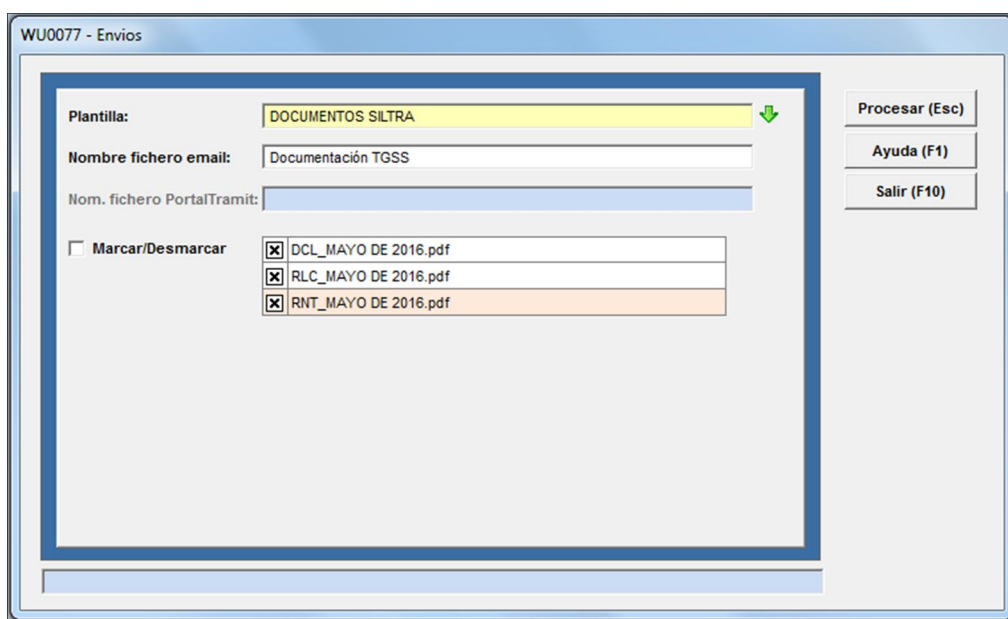 WU0077 - Envios
Plantilla: DOCUMENTOS SILTRA
Nombre fichero email: Documentación TGSS
Nom. fichero PortalTramit:
Marcar/Desmarcar
DCL_MAYO DE 2016.pdf
RLC_MAYO DE 2016.pdf
RNT_MAYO DE 2016.pdf
Procesar (Esc)
Ayuda (F1)
Salir (F10)